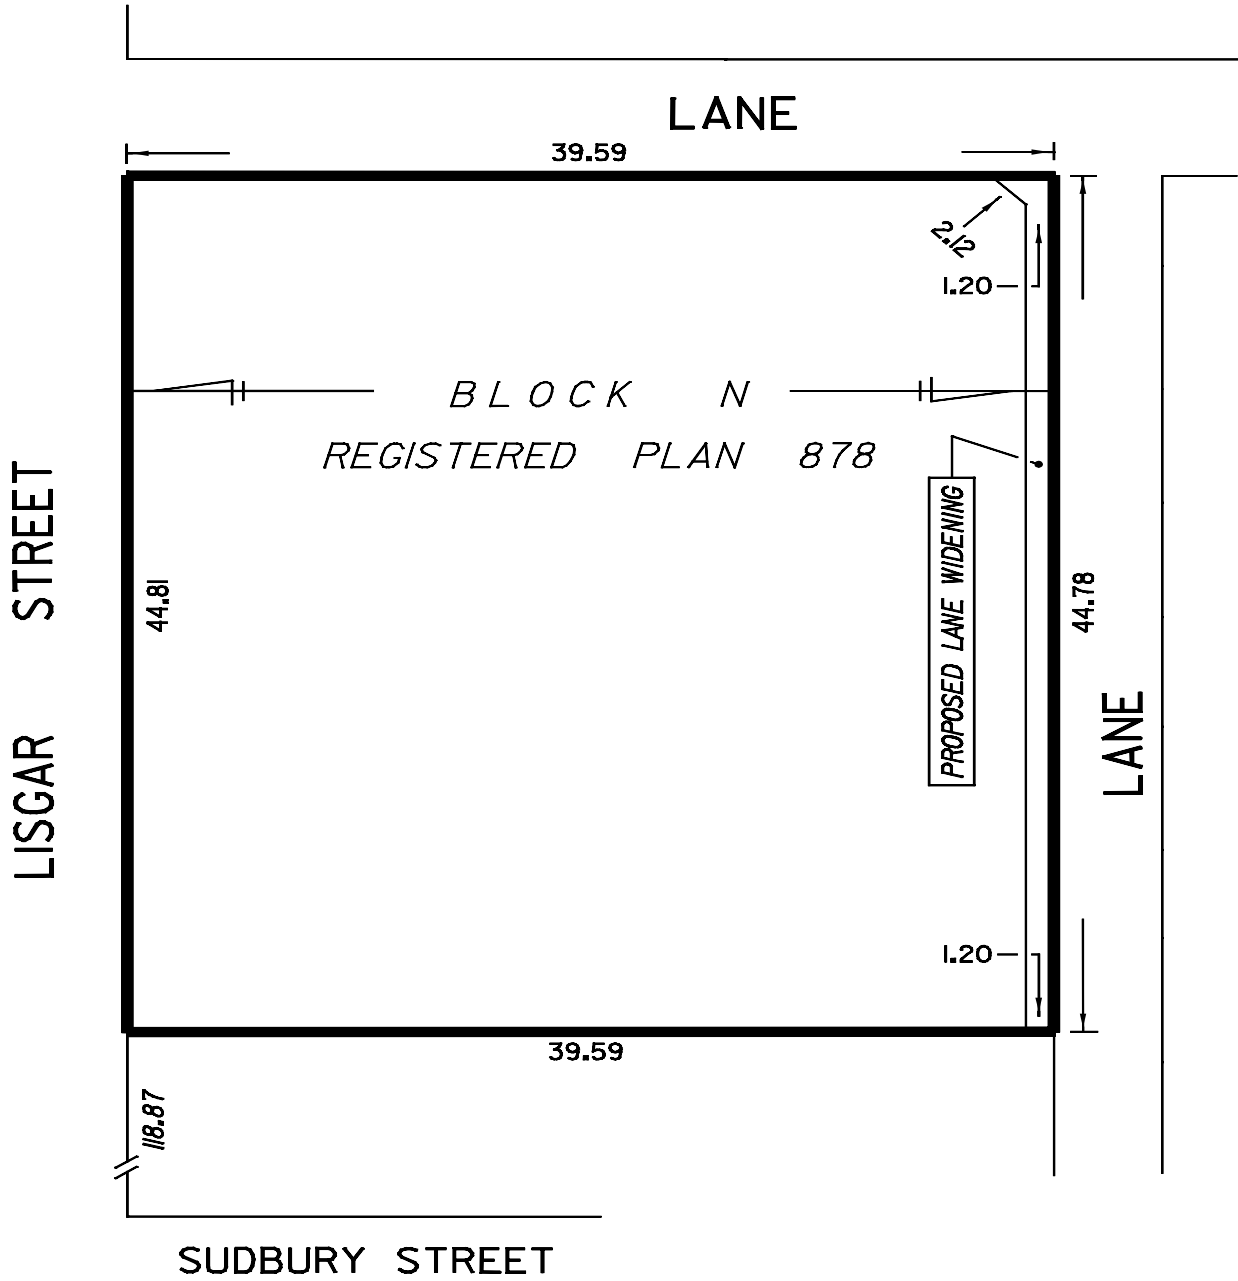 LANE
39.59
2.12
1.20
BLOCK N
REGISTERED PLAN 878
PROPOSED LANE WIDENING
LISGAR STREET
44.81
44.78
LANE
1.20
39.59
118.87
SUDBURY STREET